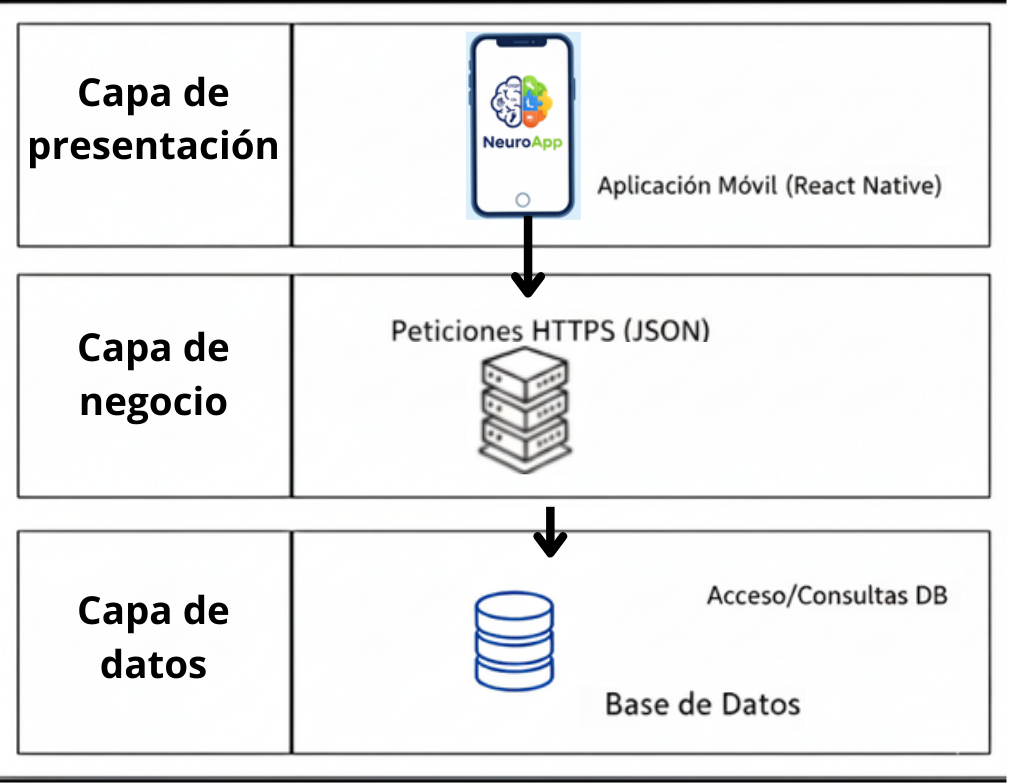 Capa de
presentación
NeuroApp
Aplicación Móvil (React Native)
Capa de
negocio
Peticiones HTTPS (JSON)
Capa de
datos
Acceso/Consultas DB
Base de Datos